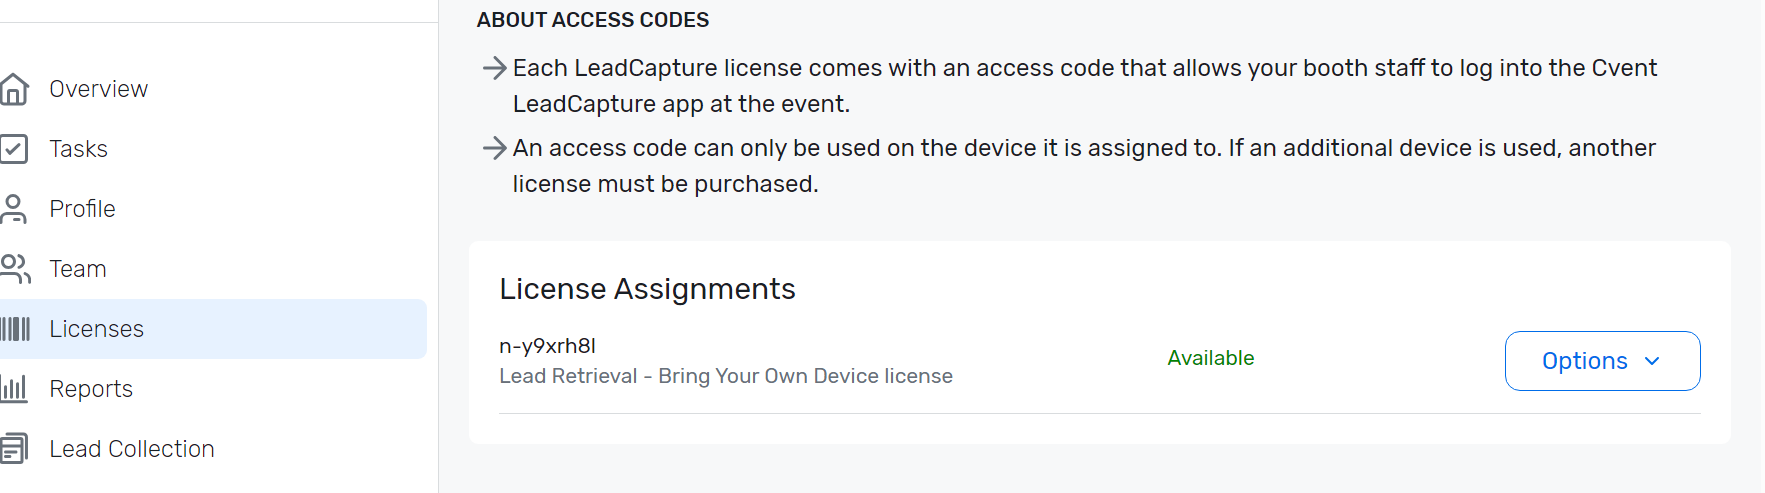 ABOUT ACCESS CODES
Each LeadCapture license comes with an access code that allows your booth staff to log into the Cvent
LeadCapture app at the event.
An access code can only be used on the device it is assigned to. If an additional device is used, another
license must be purchased.
Overview
Tasks
Profile
Team
Licenses
Reports
Lead Collection
License Assignments
n-y9xrh8l
Lead Retrieval - Bring Your Own Device license
Available
Options